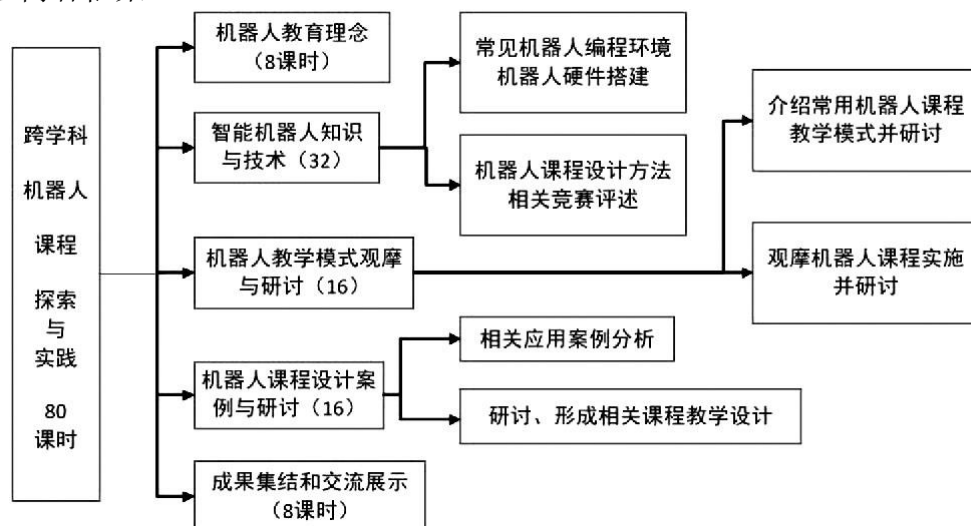 跨学科
机器人
课程
探索
与
实践
80
课时
机器人教育理念
（8课时）
智能机器人知识
与技术（32）
常见机器人编程环境
机器人硬件搭建
机器人课程设计方法
相关竞赛评述
机器人教学模式观摩
与研讨（16）
介绍常用机器人课程
教学模式并研讨
观摩机器人课程实施
并研讨
机器人课程设计案
例与研讨（16）
相关应用案例分析
研讨、形成相关课程教学设计
成果集结和交流展示
（8课时）